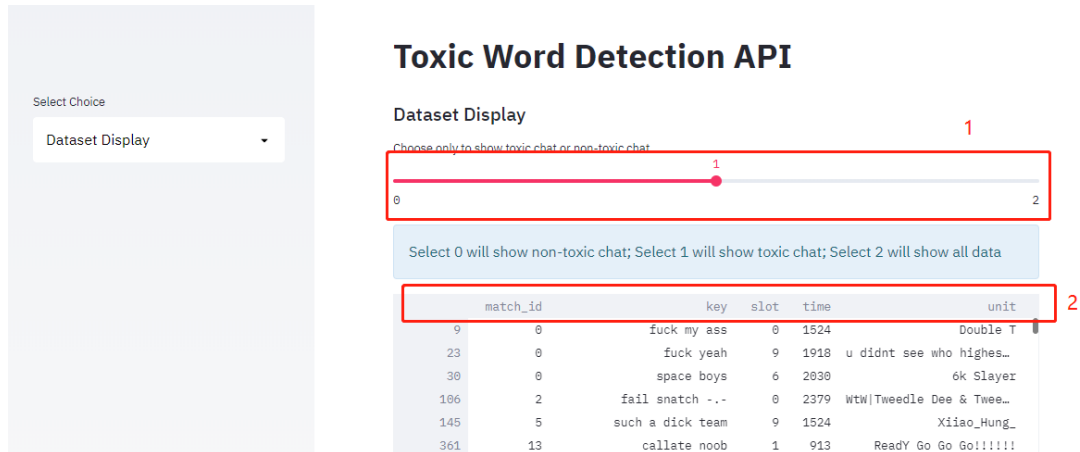 Toxic Word Detection API
Select Choice
Dataset Display
Dataset Display
1
Choose only to show toxic chat or non-toxic chat
1
0 2
Select 0 will show non-toxic chat; Select 1 will show toxic chat; Select 2 will show all data
2
match_id key slot time unit
9 0 fuck my ass 0 1524 Double T
23 0 fuck yeah 9 1918 u didnt see who highes…
30 0 space boys 6 2030 6k Slayer
106 2 fail snatch -.- 0 2379 WtW|Tweedle Dee & Twee…
145 5 such a dick team 9 1524 Xiiao_Hung_
361 13 callate noob 1 913 ReadY Go Go Go!!!!!!